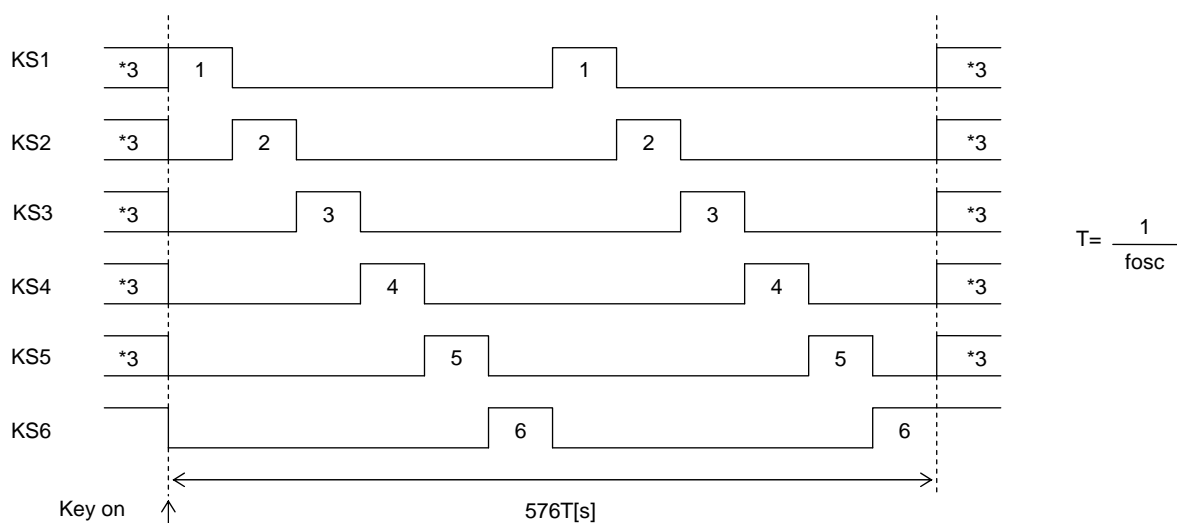 KS1 *3 1 1 *3
KS2 *3 2 2 *3
KS3 *3 3 3 *3
T= 1
fosc
KS4 *3 4 4 *3
KS5 *3 5 5 *3
KS6 6 6
Key on 576T[s]